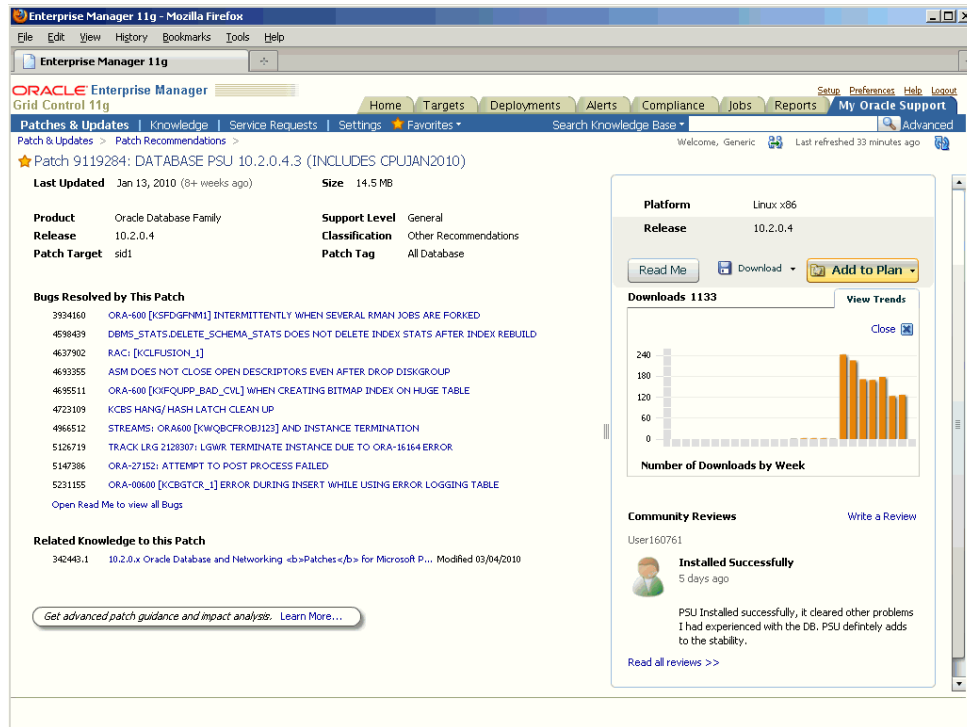 Enterprise Manager 11g - Mozilla Firefox
File Edit View History Bookmarks Tools Help
Enterprise Manager 11g
ORACLE Enterprise Manager
Grid Control 11g
Setup Preferences Help Logout
Home Targets Deployments Alerts Compliance Jobs Reports My Oracle Support
Patches & Updates | Knowledge | Service Requests | Settings Favorites Search Knowledge Base Advanced
Patch & Updates > Patch Recommendations >
Welcome, Generic Last refreshed 33 minutes ago
Patch 9119284: DATABASE PSU 10.2.0.4.3 (INCLUDES CPUJAN2010)
Last Updated Jan 13, 2010 (8+ weeks ago) Size 14.5 MB
Product Oracle Database Family Support Level General
Release 10.2.0.4 Classification Other Recommendations
Patch Target sid1 Patch Tag All Database
Bugs Resolved by This Patch
3934160 ORA-600 [KSFDGFNM1] INTERMITTENTLY WHEN SEVERAL RMAN JOBS ARE FORKED
4598439 DBMS_STATS.DELETE_SCHEMA_STATS DOES NOT DELETE INDEX STATS AFTER INDEX REBUILD
4637902 RAC: [KCLFUSION_1]
4693355 ASM DOES NOT CLOSE OPEN DESCRIPTORS EVEN AFTER DROP DISKGROUP
4695511 ORA-600 [KXFQUPP_BAD_CVL] WHEN CREATING BITMAP INDEX ON HUGE TABLE
4723109 KCBS HANG/ HASH LATCH CLEAN UP
4966512 STREAMS: ORA600 [KWQBCFROBJ123] AND INSTANCE TERMINATION
5126719 TRACK LRG 2128307: LGWR TERMINATE INSTANCE DUE TO ORA-16164 ERROR
5147386 ORA-27152: ATTEMPT TO POST PROCESS FAILED
5231155 ORA-00600 [KCBGTCR_1] ERROR DURING INSERT WHILE USING ERROR LOGGING TABLE
Open Read Me to view all Bugs
Related Knowledge to this Patch
342443.1 10.2.0.x Oracle Database and Networking <b>Patches</b> for Microsoft P... Modified 03/04/2010
Get advanced patch guidance and impact analysis. Learn More...
Platform Linux x86
Release 10.2.0.4
Read Me Download Add to Plan
Downloads 1133 View Trends
Close
240
180
120
60
0
Number of Downloads by Week
Community Reviews Write a Review
User160761
Installed Successfully
5 days ago
PSU Installed successfully, it cleared other problems
I had experienced with the DB. PSU defintely adds
to the stability.
Read all reviews >>